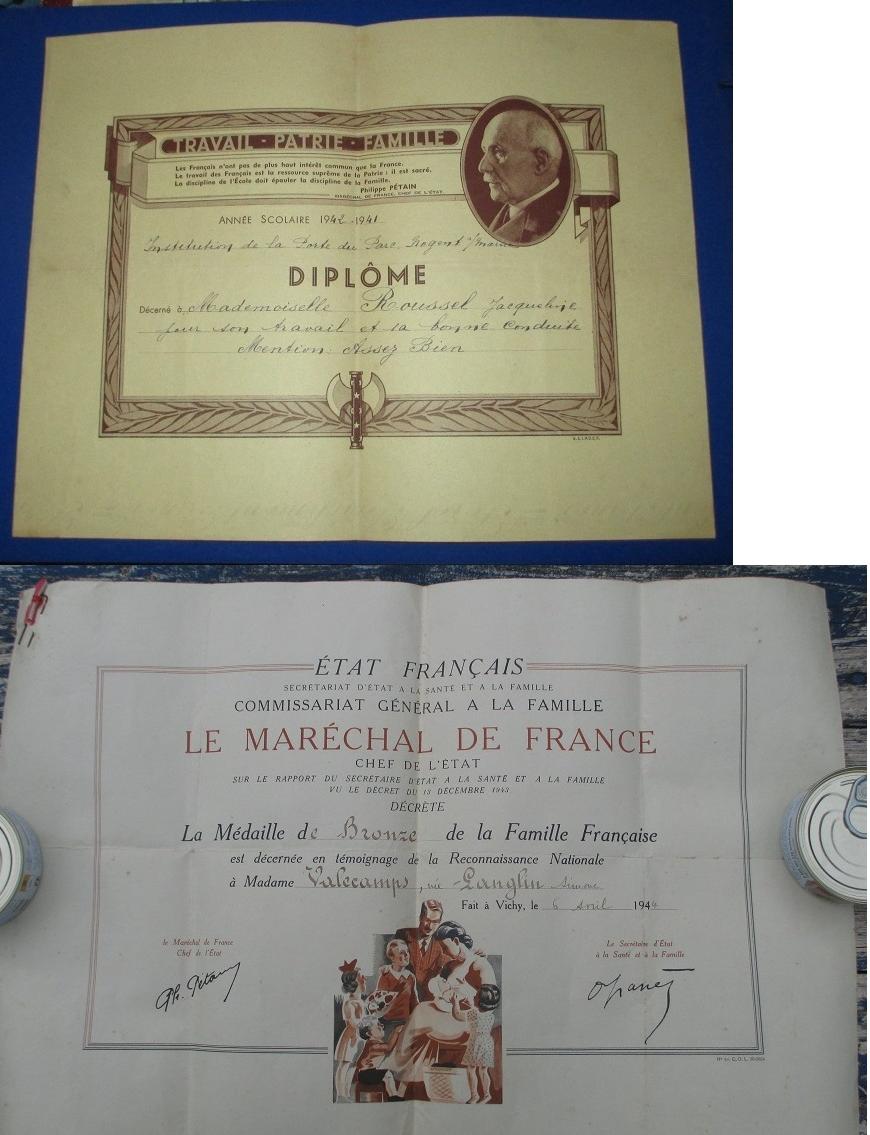 TRAVAIL - PATRIE - FAMILLE
Les Français n'ont pas de plus haut intérêt commun que la France.
Le travail des Français est la ressource suprême de la Patrie : il est sacré.
La discipline de l'École doit épauler la discipline de la Famille.
Philippe PÉTAIN
MARÉCHAL DE FRANCE, CHEF DE L'ÉTAT.
ANNÉE SCOLAIRE 1942-1941
Institution de la Porte du Parc, Nogent s/ Marne
DIPLÔME
Décerné à Mademoiselle Roussel Jacqueline
pour son travail et sa bonne conduite
Mention: Assez Bien
ÉTAT FRANÇAIS
SECRÉTARIAT D'ÉTAT A LA SANTÉ ET A LA FAMILLE
COMMISSARIAT GÉNÉRAL A LA FAMILLE
LE MARÉCHAL DE FRANCE
CHEF DE L'ÉTAT
SUR LE RAPPORT DU SECRÉTAIRE D'ÉTAT A LA SANTÉ ET A LA FAMILLE
VU LE DÉCRET DU 13 DÉCEMBRE 1943
DÉCRÈTE
La Médaille de Bronze de la Famille Française
est décernée en témoignage de la Reconnaissance Nationale
à Madame Valecamps, née Langlin Simone
Fait à Vichy, le 6 Avril 1944
le Maréchal de France
Chef de l'État
Ph. Pétain
Le Secrétaire d'État
à la Santé et à la Famille